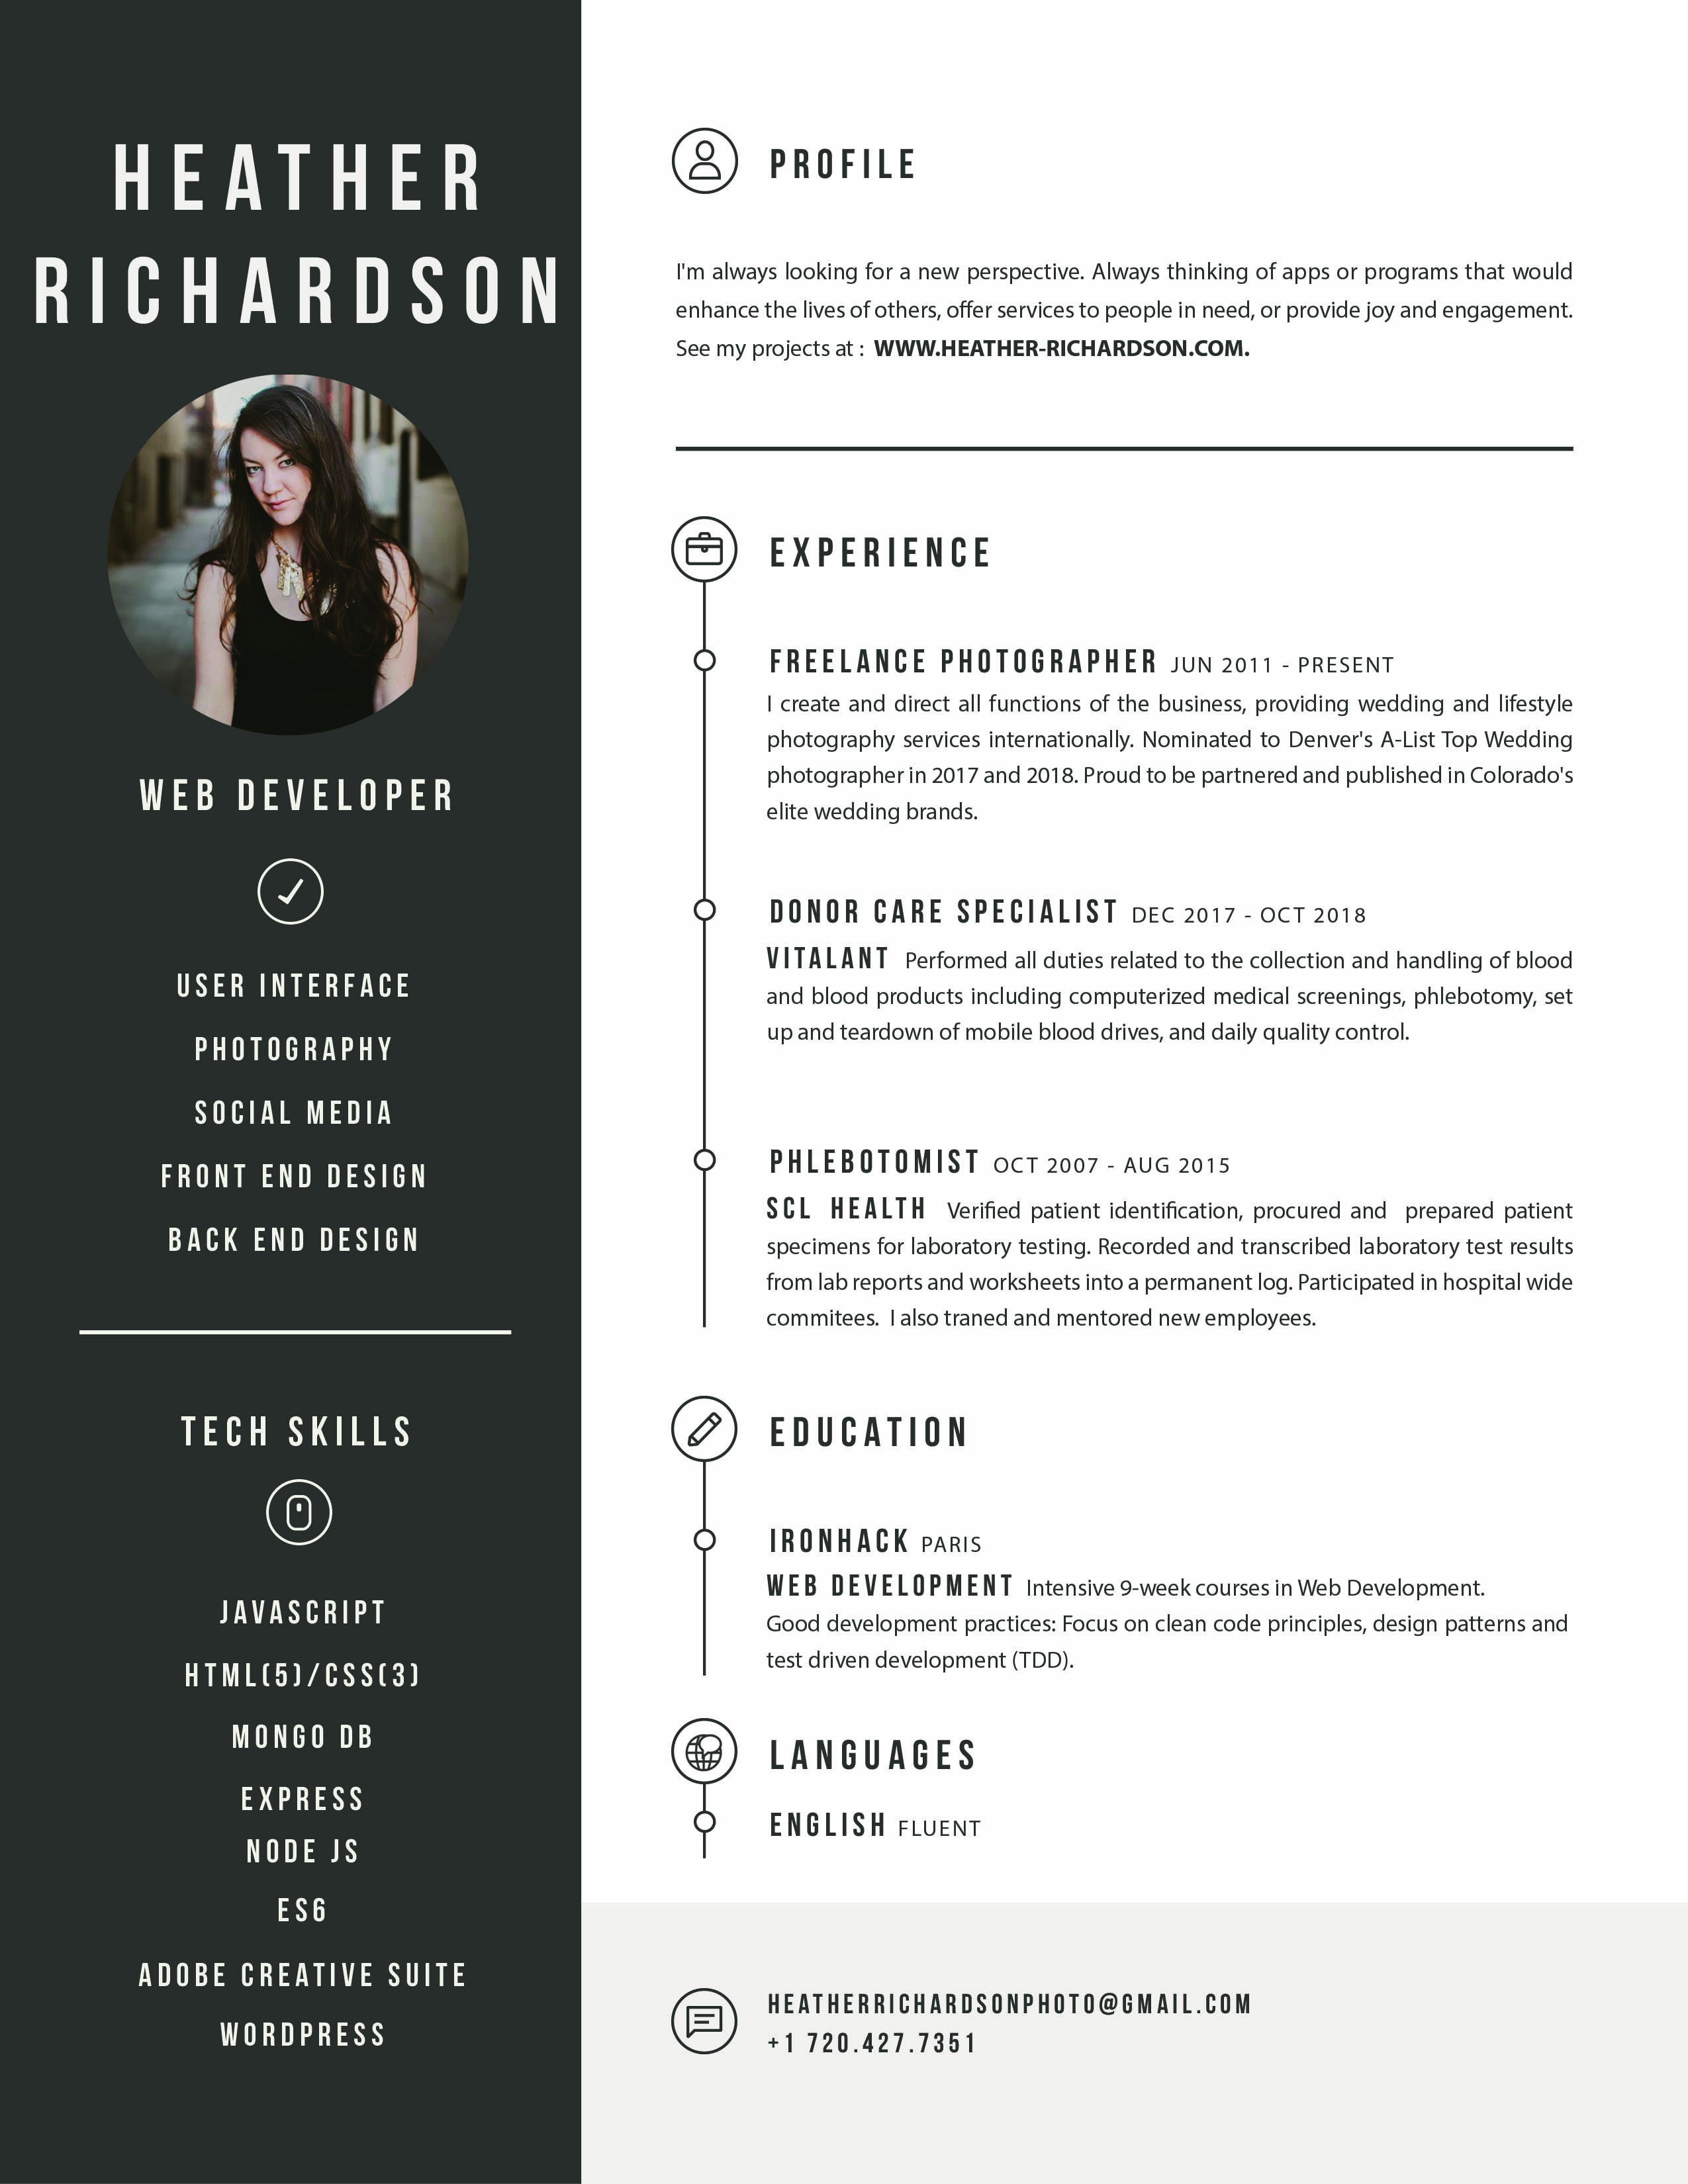 HEATHER
RICHARDSON
WEB DEVELOPER
USER INTERFACE
PHOTOGRAPHY
SOCIAL MEDIA
FRONT END DESIGN
BACK END DESIGN
TECH SKILLS
JAVASCRIPT
HTML(5)/CSS(3)
MONGO DB
EXPRESS
NODE JS
ES6
ADOBE CREATIVE SUITE
WORDPRESS
PROFILE
I'm always looking for a new perspective. Always thinking of apps or programs that would
enhance the lives of others, offer services to people in need, or provide joy and engagement.
See my projects at : WWW.HEATHER-RICHARDSON.COM.
EXPERIENCE
FREELANCE PHOTOGRAPHER JUN 2011 - PRESENT
I create and direct all functions of the business, providing wedding and lifestyle
photography services internationally. Nominated to Denver's A-List Top Wedding
photographer in 2017 and 2018. Proud to be partnered and published in Colorado's
elite wedding brands.
DONOR CARE SPECIALIST DEC 2017 - OCT 2018
VITALANT Performed all duties related to the collection and handling of blood
and blood products including computerized medical screenings, phlebotomy, set
up and teardown of mobile blood drives, and daily quality control.
PHLEBOTOMIST OCT 2007 - AUG 2015
SCL HEALTH Verified patient identification, procured and prepared patient
specimens for laboratory testing. Recorded and transcribed laboratory test results
from lab reports and worksheets into a permanent log. Participated in hospital wide
commitees. I also traned and mentored new employees.
EDUCATION
IRONHACK PARIS
WEB DEVELOPMENT Intensive 9-week courses in Web Development.
Good development practices: Focus on clean code principles, design patterns and
test driven development (TDD).
LANGUAGES
ENGLISH FLUENT
HEATHERRICHARDSONPHOTO@GMAIL.COM
+1 720.427.7351